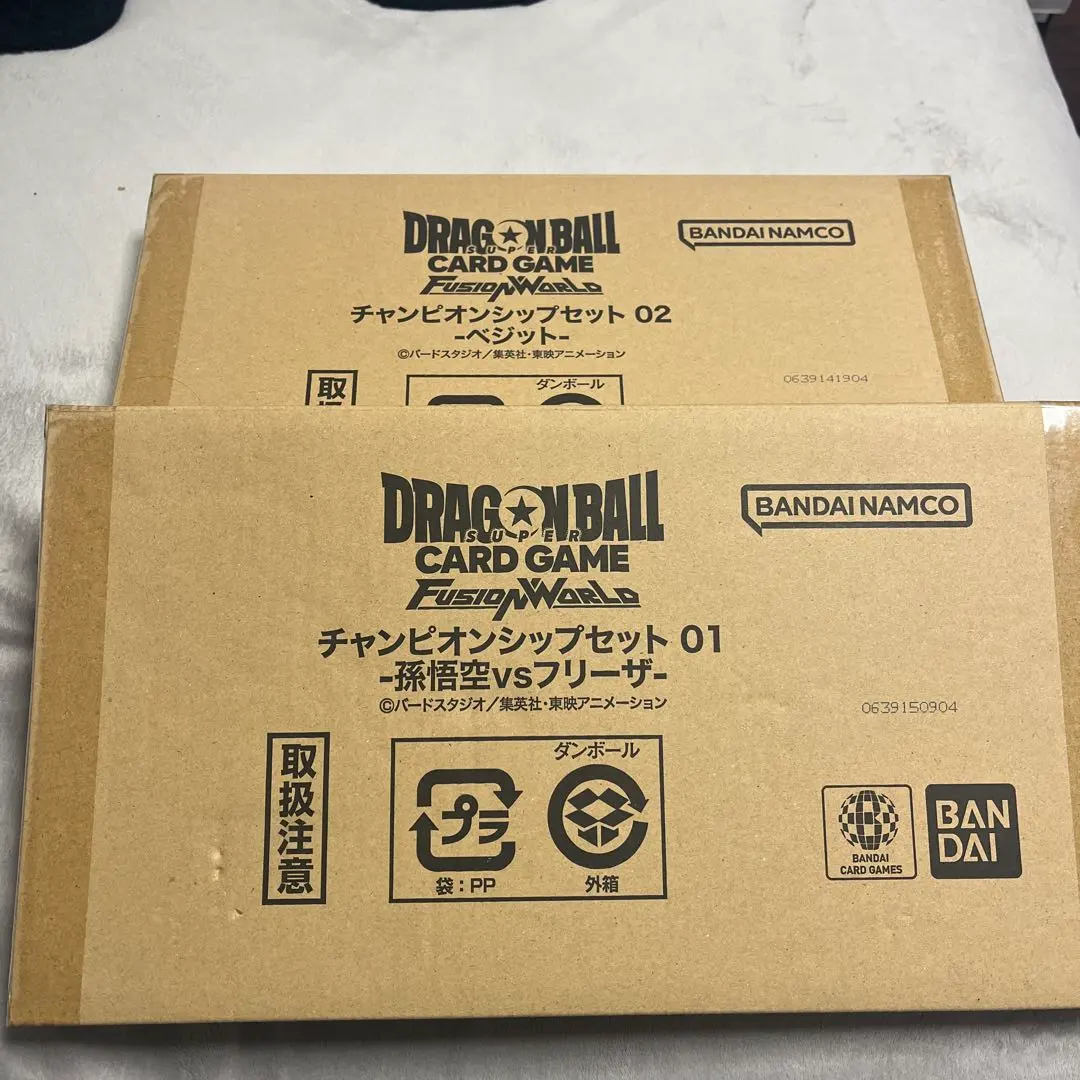 DRAGON BALL
SUPER
CARD GAME
FUSION WORLD
BANDAI NAMCO
チャンピオンシップセット 02
-ベジット-
©バードスタジオ／集英社・東映アニメーション
0639141904
取
ダンボール
DRAGON BALL
SUPER
CARD GAME
FUSION WORLD
BANDAI NAMCO
チャンピオンシップセット 01
-孫悟空vsフリーザ-
©バードスタジオ／集英社・東映アニメーション
0639150904
取扱注意
ダンボール
プラ
袋：PP
外箱
BANDAI
CARD GAMES
BAN
DAI